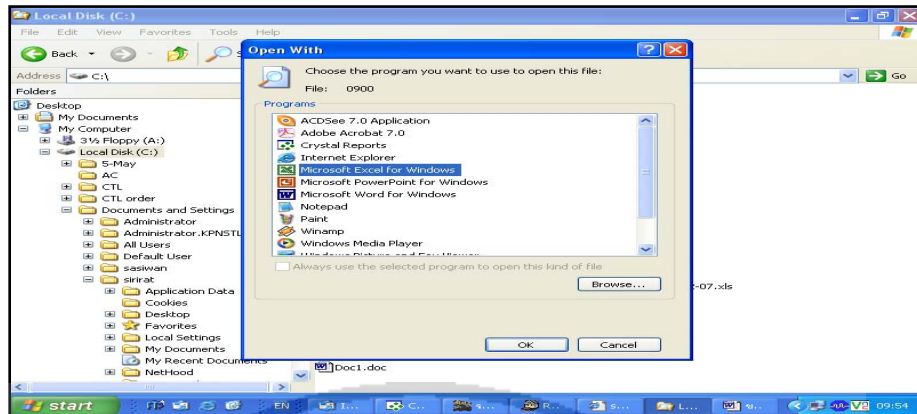 Local Disk (C:)
File Edit View Favorites Tools Help
Back
Address C:\
Go
Folders
Desktop
My Documents
My Computer
3½ Floppy (A:)
Local Disk (C:)
5-May
AC
CTL
CTL order
Documents and Settings
Administrator
Administrator.KPNSTL
All Users
Default User
sasiwan
sirirat
Application Data
Cookies
Desktop
Favorites
Local Settings
My Documents
My Recent Documents
NetHood
Open With
Choose the program you want to use to open this file:
File: 0900
Programs
ACDSee 7.0 Application
Adobe Acrobat 7.0
Crystal Reports
Internet Explorer
Microsoft Excel for Windows
Microsoft PowerPoint for Windows
Microsoft Word for Windows
Notepad
Paint
Winamp
Windows Media Player
Windows Picture and Fax Viewer
Always use the selected program to open this kind of file
Browse...
OK Cancel
-07.xls
Doc1.doc
start EN I... C... s... R... s... L... 09:54